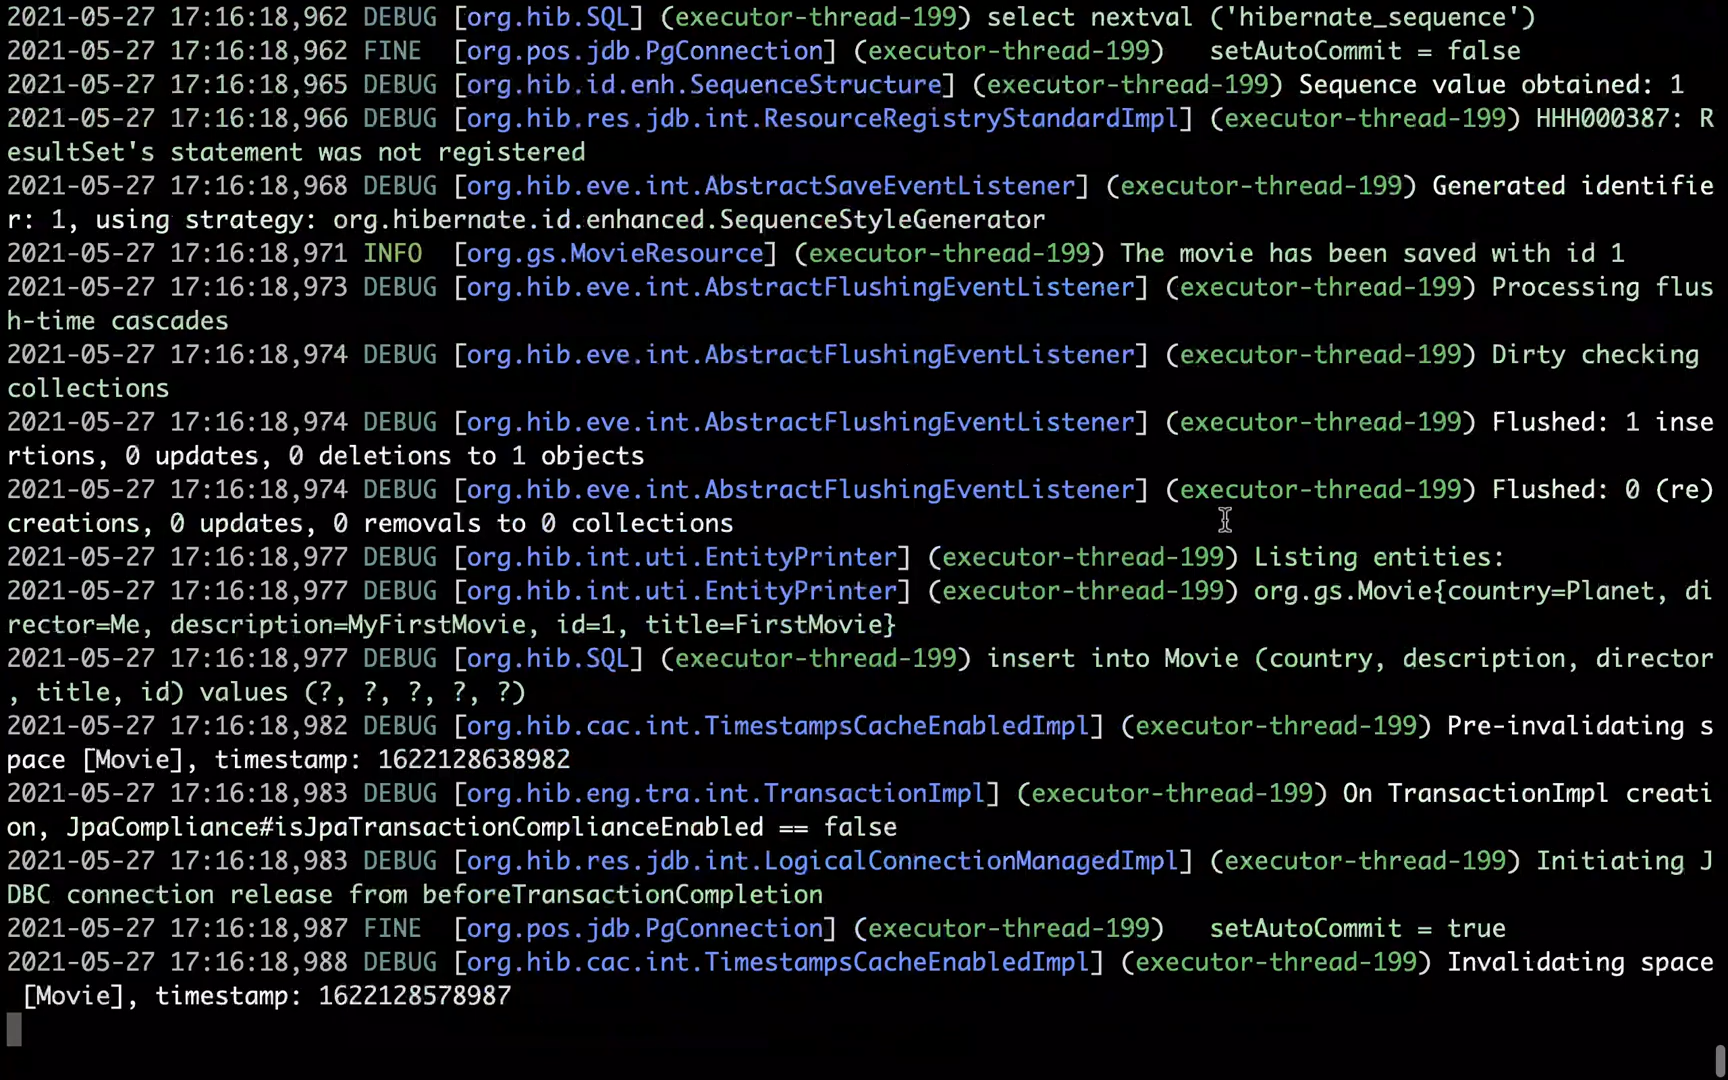 2021-05-27 17:16:18,962 DEBUG [org.hib.SQL] (executor-thread-199) select nextval ('hibernate_sequence')
2021-05-27 17:16:18,962 FINE  [org.pos.jdb.PgConnection] (executor-thread-199)   setAutoCommit = false
2021-05-27 17:16:18,965 DEBUG [org.hib.id.enh.SequenceStructure] (executor-thread-199) Sequence value obtained: 1
2021-05-27 17:16:18,966 DEBUG [org.hib.res.jdb.int.ResourceRegistryStandardImpl] (executor-thread-199) HHH000387: R
esultSet's statement was not registered
2021-05-27 17:16:18,968 DEBUG [org.hib.eve.int.AbstractSaveEventListener] (executor-thread-199) Generated identifie
r: 1, using strategy: org.hibernate.id.enhanced.SequenceStyleGenerator
2021-05-27 17:16:18,971 INFO  [org.gs.MovieResource] (executor-thread-199) The movie has been saved with id 1
2021-05-27 17:16:18,973 DEBUG [org.hib.eve.int.AbstractFlushingEventListener] (executor-thread-199) Processing flus
h-time cascades
2021-05-27 17:16:18,974 DEBUG [org.hib.eve.int.AbstractFlushingEventListener] (executor-thread-199) Dirty checking
collections
2021-05-27 17:16:18,974 DEBUG [org.hib.eve.int.AbstractFlushingEventListener] (executor-thread-199) Flushed: 1 inse
rtions, 0 updates, 0 deletions to 1 objects
2021-05-27 17:16:18,974 DEBUG [org.hib.eve.int.AbstractFlushingEventListener] (executor-thread-199) Flushed: 0 (re)
creations, 0 updates, 0 removals to 0 collections
2021-05-27 17:16:18,977 DEBUG [org.hib.int.uti.EntityPrinter] (executor-thread-199) Listing entities:
2021-05-27 17:16:18,977 DEBUG [org.hib.int.uti.EntityPrinter] (executor-thread-199) org.gs.Movie{country=Planet, di
rector=Me, description=MyFirstMovie, id=1, title=FirstMovie}
2021-05-27 17:16:18,977 DEBUG [org.hib.SQL] (executor-thread-199) insert into Movie (country, description, director
, title, id) values (?, ?, ?, ?, ?)
2021-05-27 17:16:18,982 DEBUG [org.hib.cac.int.TimestampsCacheEnabledImpl] (executor-thread-199) Pre-invalidating s
pace [Movie], timestamp: 1622128638982
2021-05-27 17:16:18,983 DEBUG [org.hib.eng.tra.int.TransactionImpl] (executor-thread-199) On TransactionImpl creati
on, JpaCompliance#isJpaTransactionComplianceEnabled == false
2021-05-27 17:16:18,983 DEBUG [org.hib.res.jdb.int.LogicalConnectionManagedImpl] (executor-thread-199) Initiating J
DBC connection release from beforeTransactionCompletion
2021-05-27 17:16:18,987 FINE  [org.pos.jdb.PgConnection] (executor-thread-199)   setAutoCommit = true
2021-05-27 17:16:18,988 DEBUG [org.hib.cac.int.TimestampsCacheEnabledImpl] (executor-thread-199) Invalidating space
 [Movie], timestamp: 1622128578987